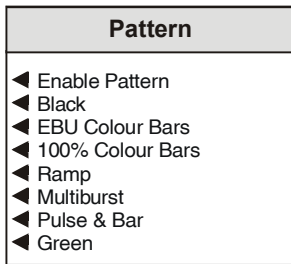 Pattern
Enable Pattern
Black
EBU Colour Bars
100% Colour Bars
Ramp
Multiburst
Pulse & Bar
Green